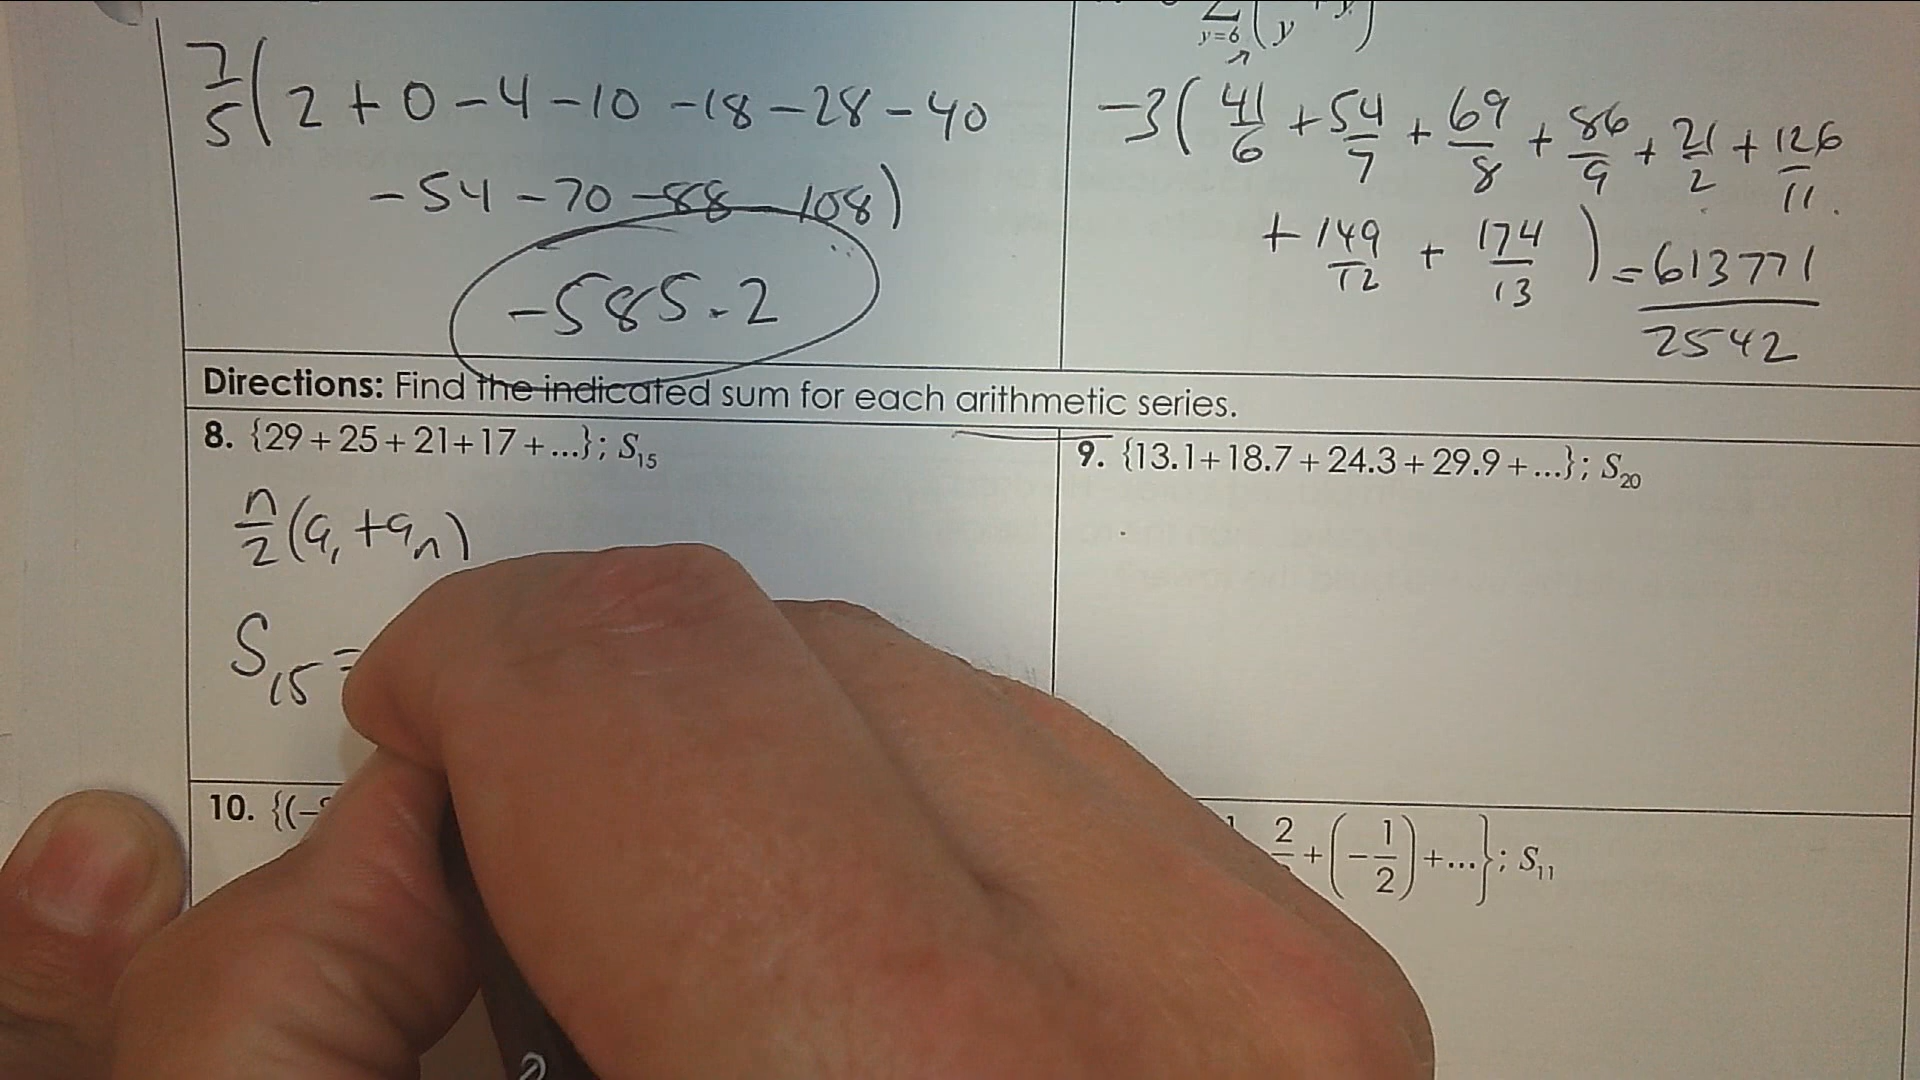 7/5(2 + 0 - 4 - 10 - 18 - 28 - 40
- 54 - 70 - 88 - 108)
-585.2
Σ y=6 (y + y)
-3(41/6 + 54/7 + 69/8 + 86/9 + 21/2 + 126/11
+ 149/12 + 174/13) = 613771/2542
Directions: Find the indicated sum for each arithmetic series.
8. {29+25+21+17+...}; S₁₅
n/2(a₁+aₙ)
S₁₅ =
9. {13.1+18.7+24.3+29.9+...}; S₂₀
10. {(−
2/ + (−1/2) + ...}; S₁₁